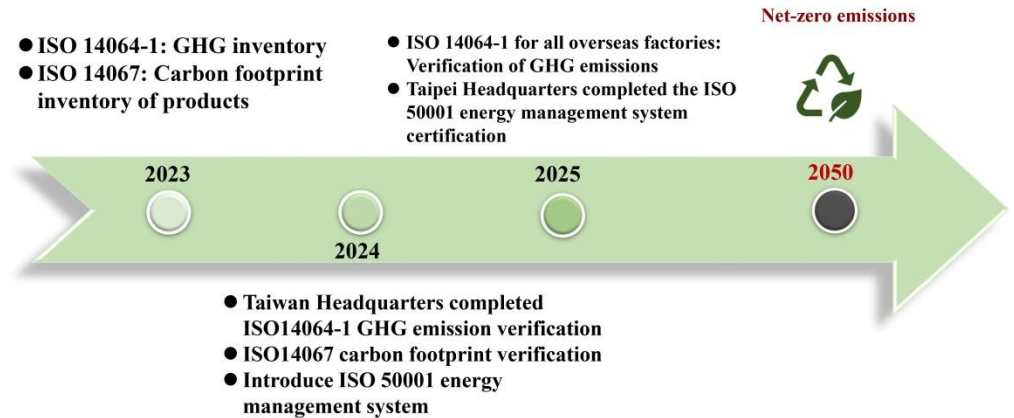 Net-zero emissions
● ISO 14064-1: GHG inventory
● ISO 14067: Carbon footprint
inventory of products
● ISO 14064-1 for all overseas factories:
Verification of GHG emissions
● Taipei Headquarters completed the ISO
50001 energy management system
certification
2023
2024
2025
2050
● Taiwan Headquarters completed
ISO14064-1 GHG emission verification
● ISO14067 carbon footprint verification
● Introduce ISO 50001 energy
management system